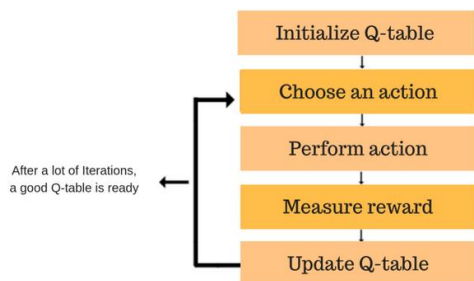 Initialize Q-table
Choose an action
Perform action
Measure reward
Update Q-table
After a lot of Iterations,
a good Q-table is ready